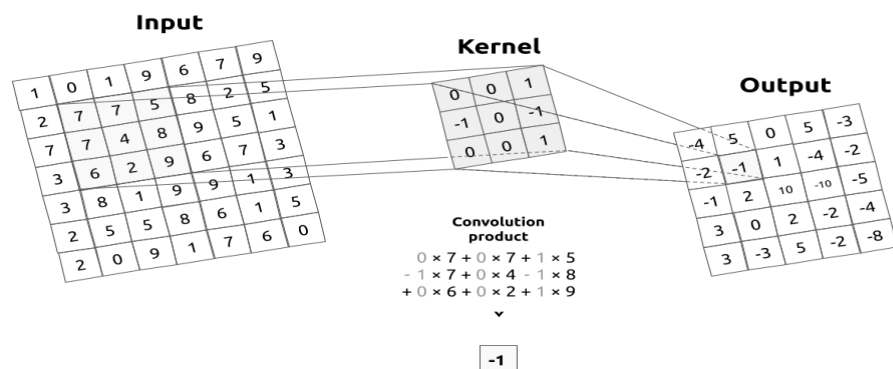 Input
1 0 1 9 6 7 9
2 7 7 5 8 2 5
7 7 4 8 9 5 1
3 6 2 9 6 7 3
3 8 1 9 9 1 3
2 5 5 8 6 1 5
2 0 9 1 7 6 0
Kernel
0 0 1
-1 0 -1
0 0 1
Output
-4 5 0 5 -3
-2 -1 1 -4 -2
-1 2 10 -10 -5
3 0 2 -2 -4
3 -3 5 -2 -8
Convolution
product
0 × 7 + 0 × 7 + 1 × 5
- 1 × 7 + 0 × 4 - 1 × 8
+ 0 × 6 + 0 × 2 + 1 × 9
-1